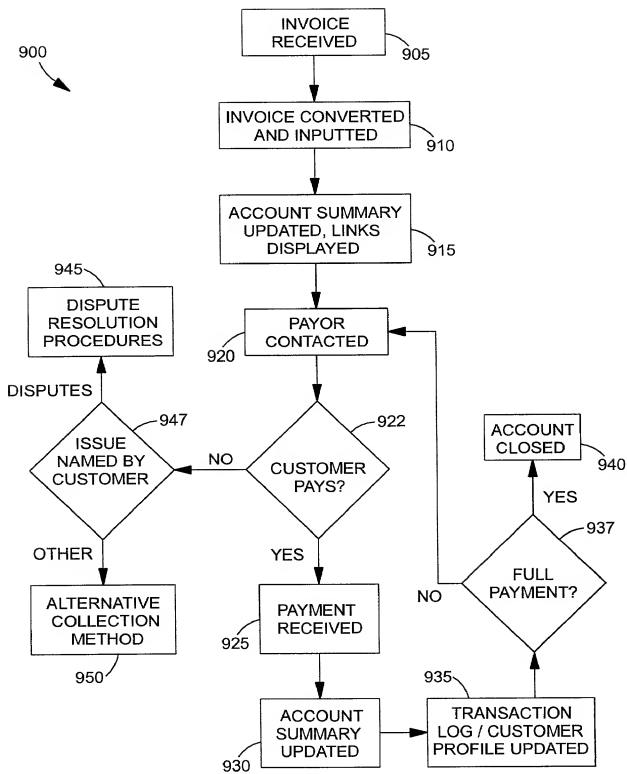 INVOICE
RECEIVED
905
900
INVOICE CONVERTED
AND INPUTTED
910
ACCOUNT SUMMARY
UPDATED, LINKS
DISPLAYED
915
945
DISPUTE
RESOLUTION
PROCEDURES
PAYOR
CONTACTED
920
DISPUTES
947
ISSUE
NAMED BY
CUSTOMER
NO
922
CUSTOMER
PAYS?
ACCOUNT
CLOSED
940
YES
937
FULL
PAYMENT?
NO
OTHER
YES
ALTERNATIVE
COLLECTION
METHOD
950
PAYMENT
RECEIVED
925
ACCOUNT
SUMMARY
UPDATED
930
935
TRANSACTION
LOG / CUSTOMER
PROFILE UPDATED